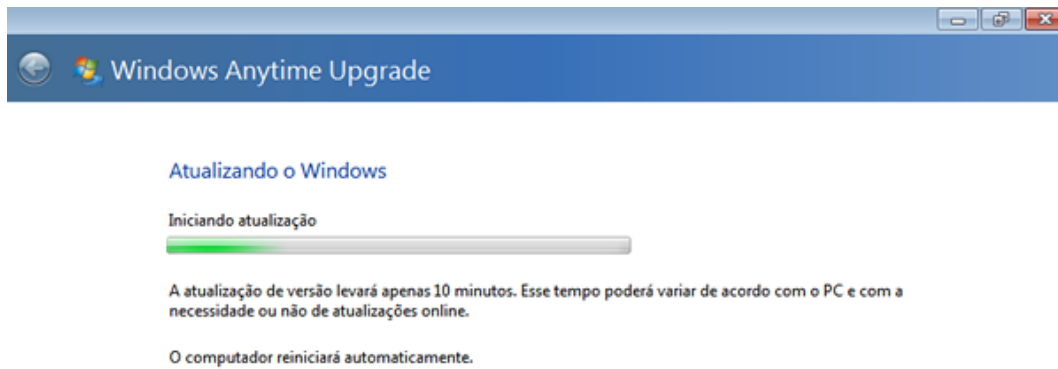 Windows Anytime Upgrade
Atualizando o Windows
Iniciando atualização
A atualização de versão levará apenas 10 minutos. Esse tempo poderá variar de acordo com o PC e com a
necessidade ou não de atualizações online.
O computador reiniciará automaticamente.